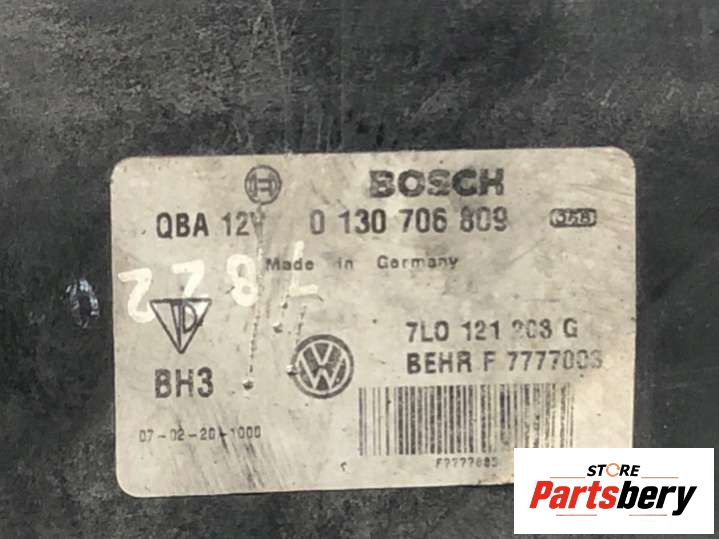 BOSCH
QBA 12V 0 130 706 809
Made in Germany
7822
7L0 121 203 G
BEHR F 7777003
BH3
07-02-20-1000
STORE
Partsbery